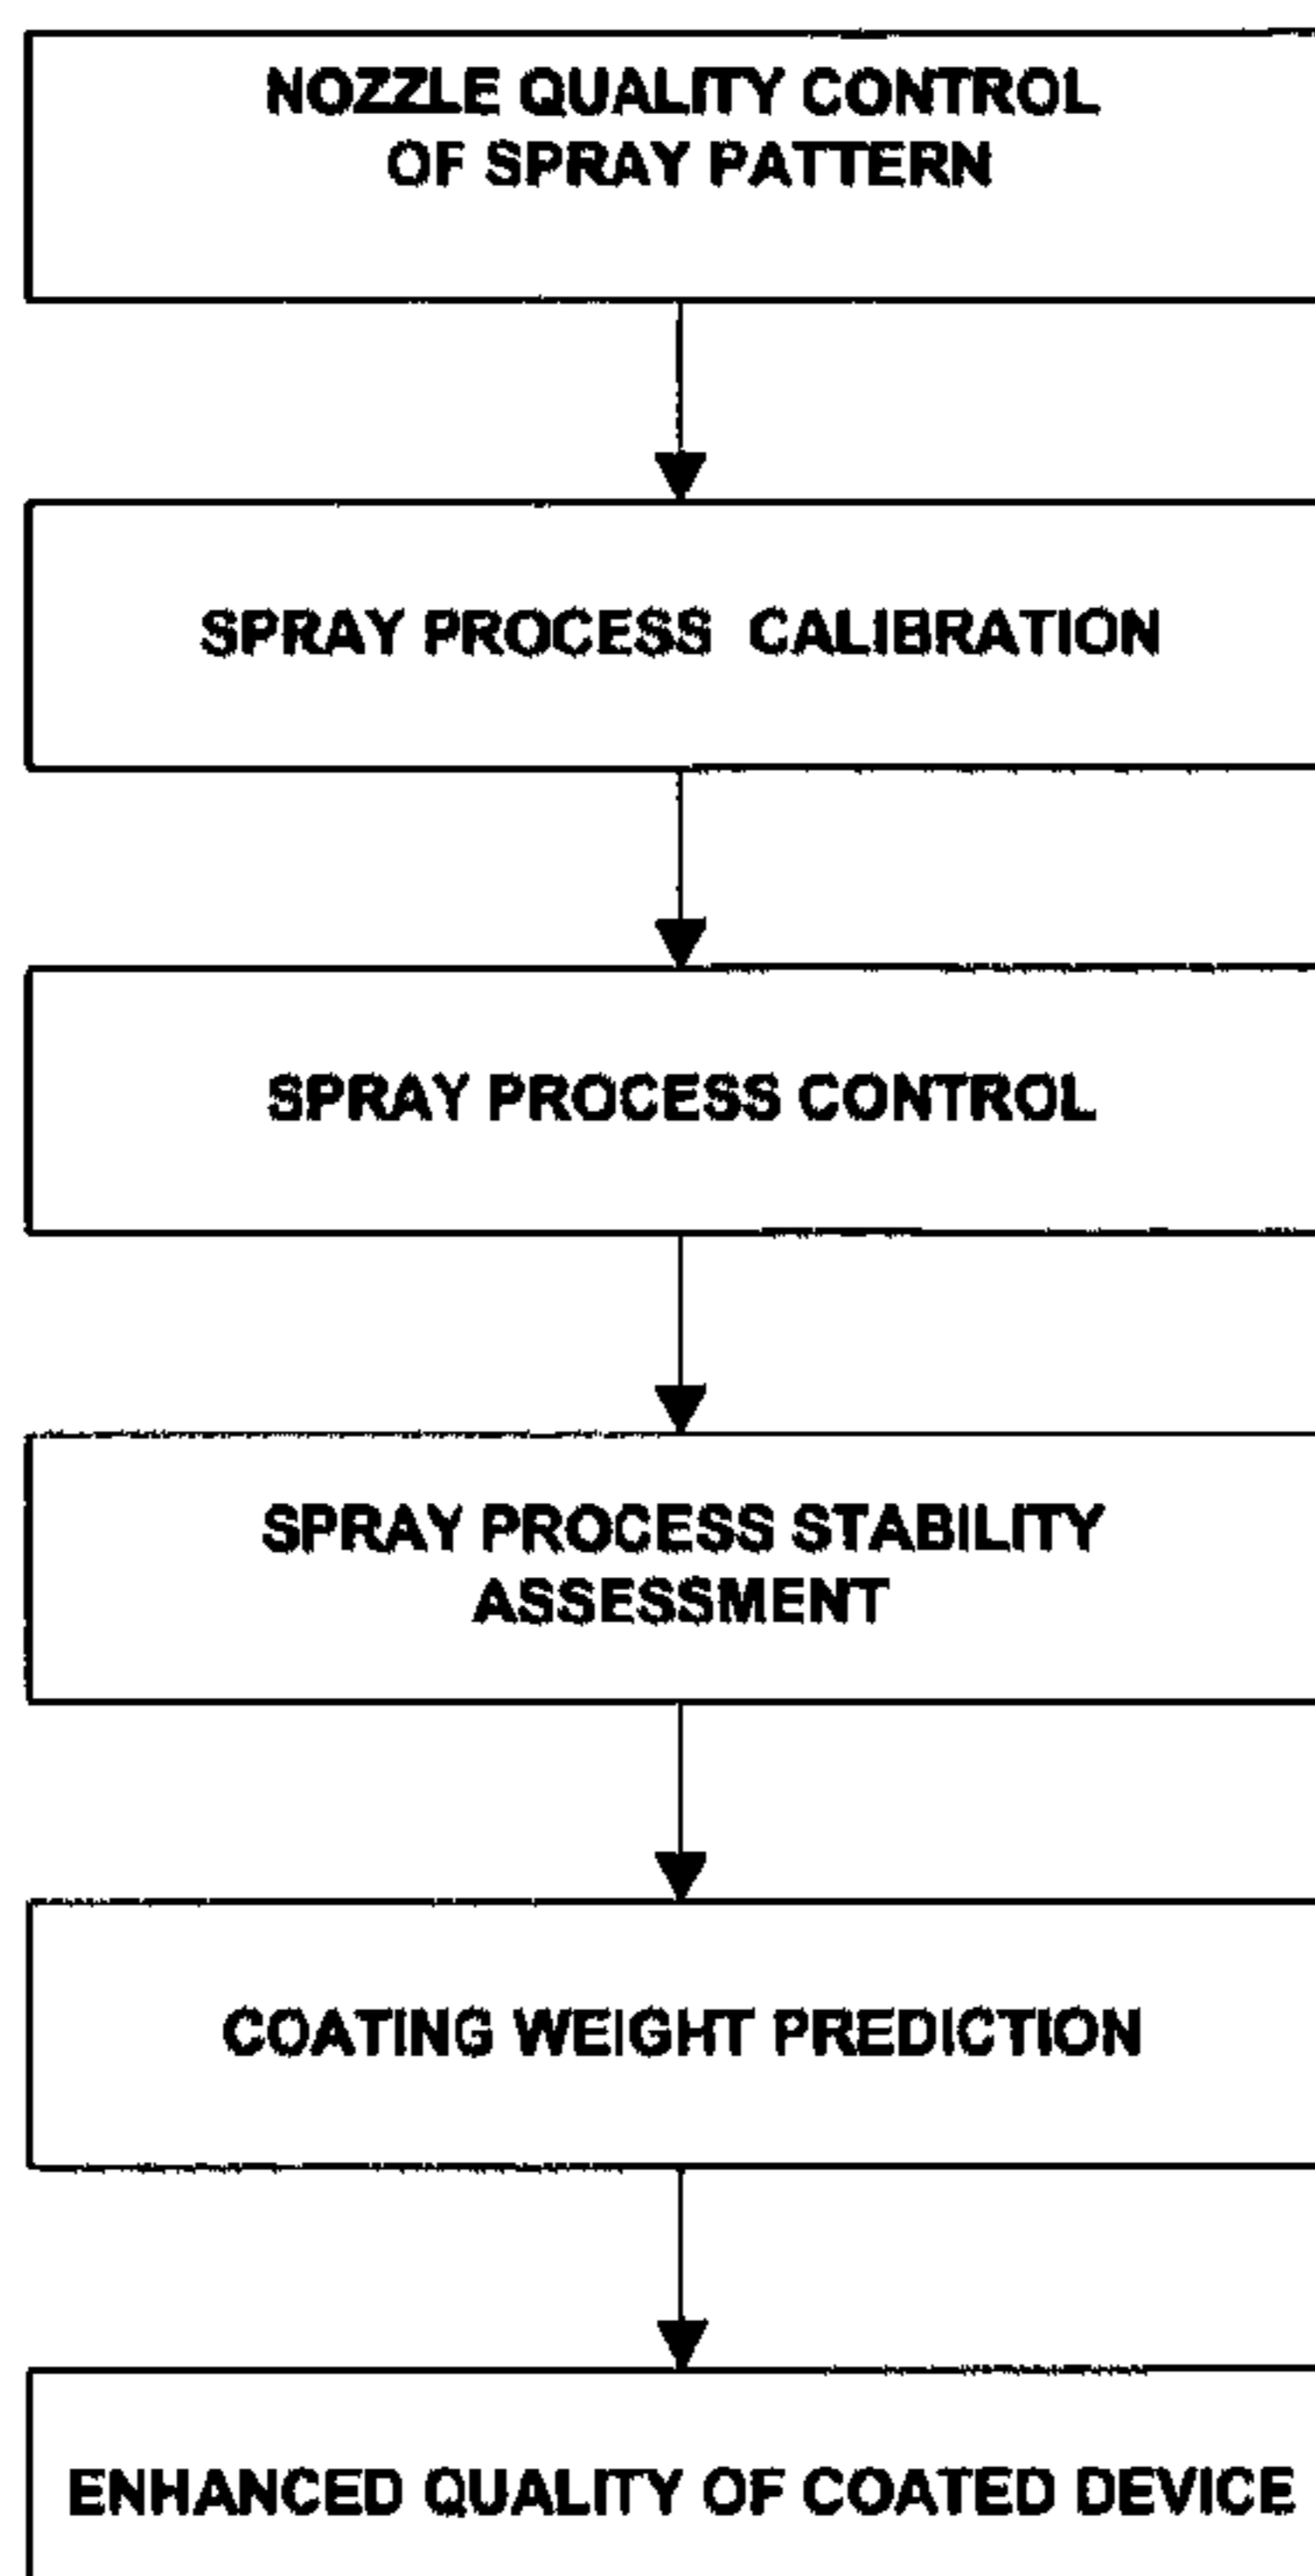 NOZZLE QUALITY CONTROL
OF SPRAY PATTERN
SPRAY PROCESS CALIBRATION
SPRAY PROCESS CONTROL
SPRAY PROCESS STABILITY
ASSESSMENT
COATING WEIGHT PREDICTION
ENHANCED QUALITY OF COATED DEVICE